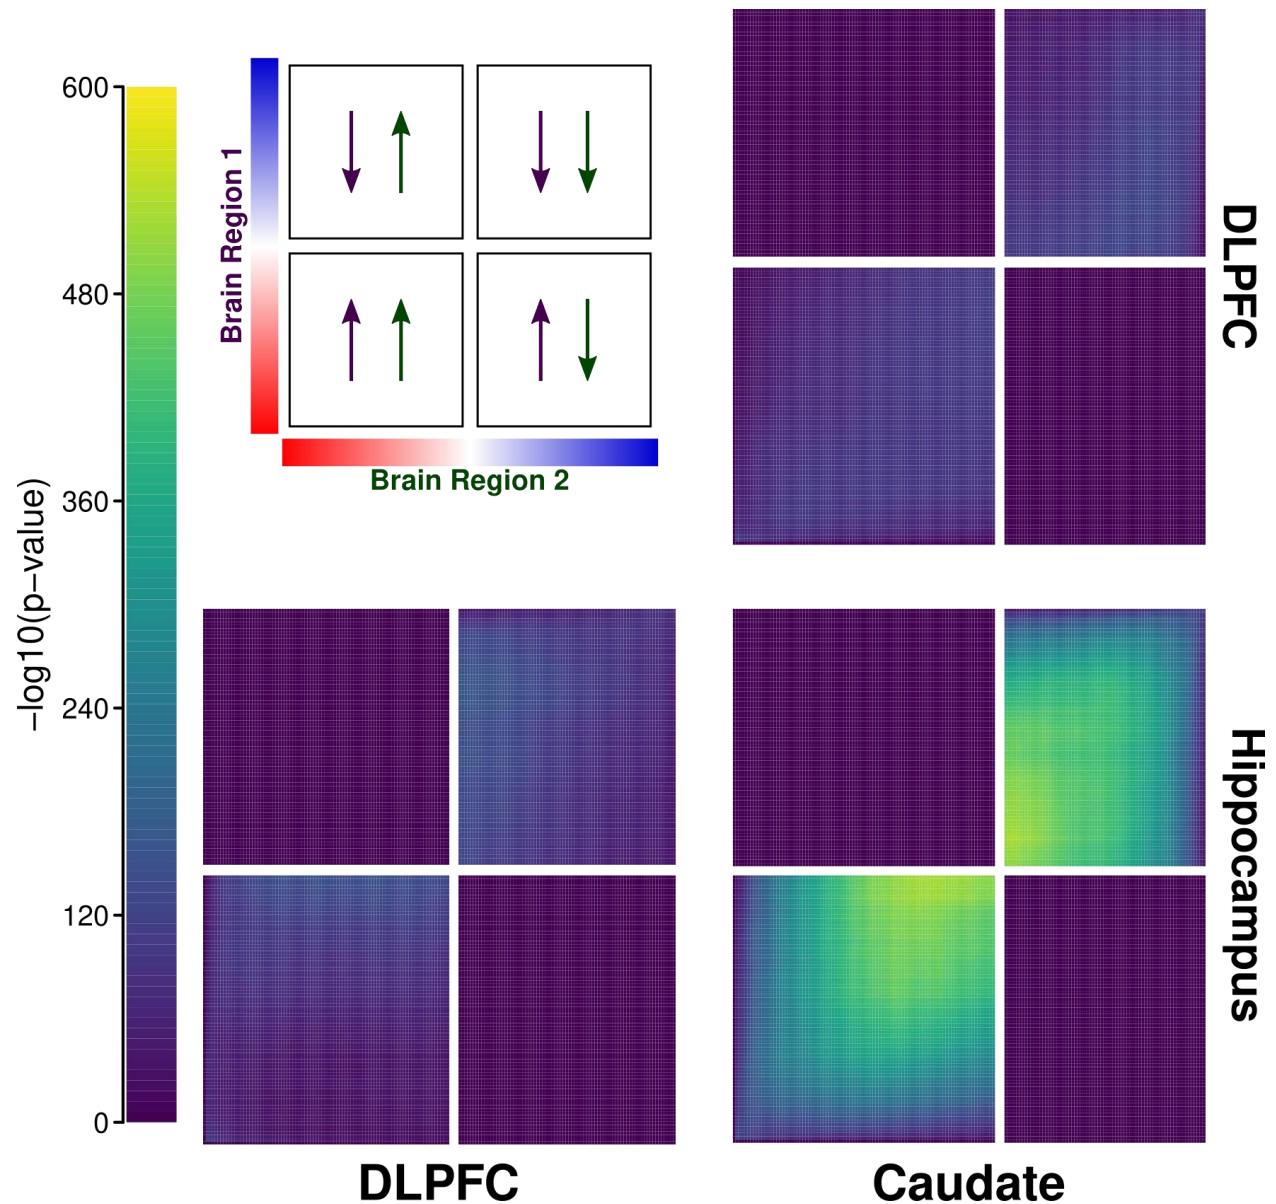 −log10(p−value)
600
480
360
240
120
0
Brain Region 1
Brain Region 2
DLPFC
Hippocampus
DLPFC
Caudate